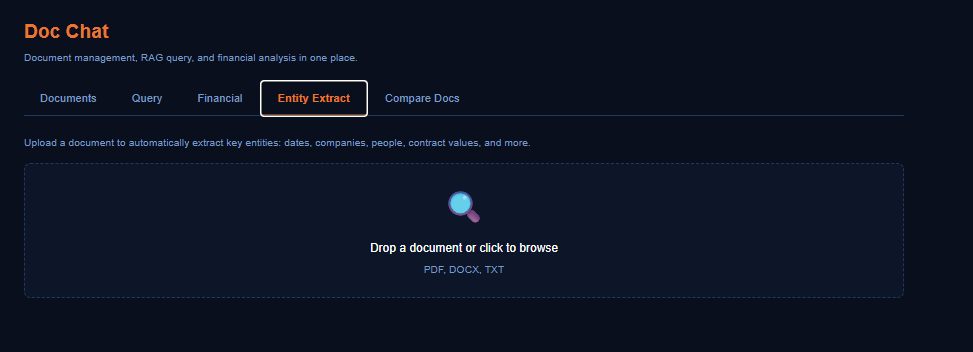 Doc Chat
Document management, RAG query, and financial analysis in one place.
Documents Query Financial Entity Extract Compare Docs
Upload a document to automatically extract key entities: dates, companies, people, contract values, and more.
Drop a document or click to browse
PDF, DOCX, TXT